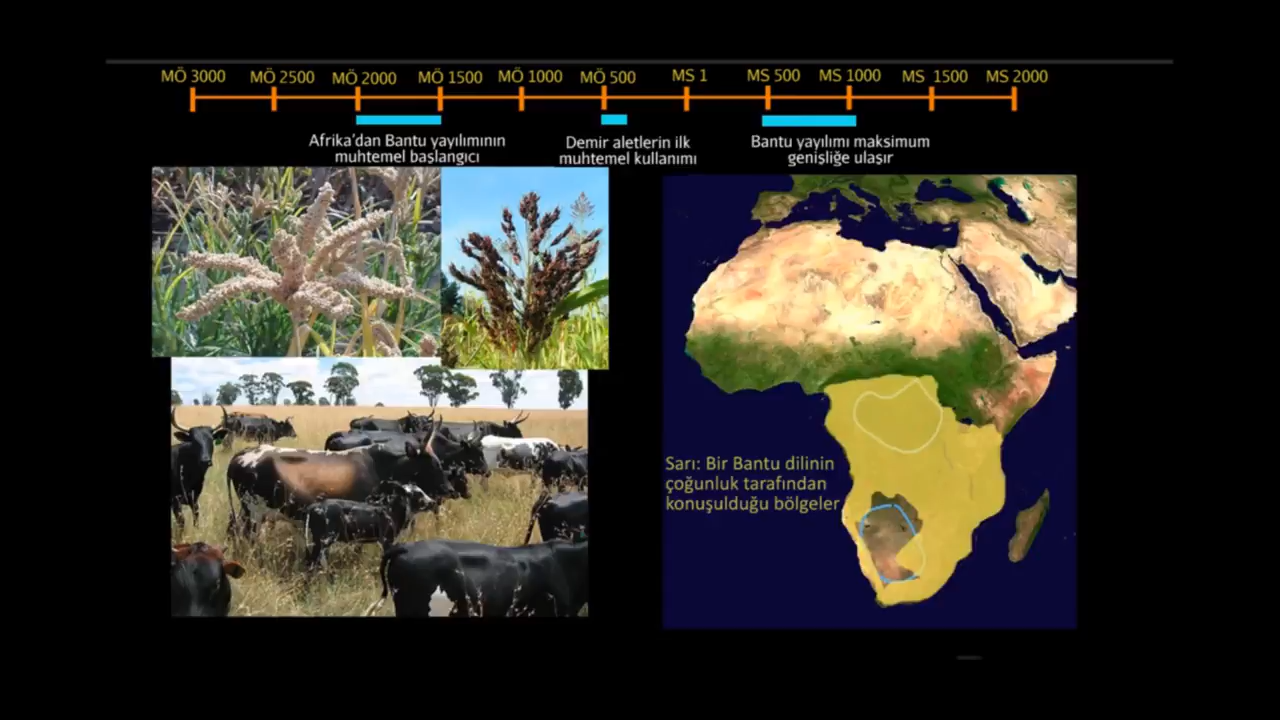 MÖ 3000 MÖ 2500 MÖ 2000 MÖ 1500 MÖ 1000 MÖ 500 MS 1 MS 500 MS 1000 MS 1500 MS 2000
Afrika'dan Bantu yayılımının
muhtemel başlangıcı
Demir aletlerin ilk
muhtemel kullanımı
Bantu yayılımı maksimum
genişliğe ulaşır
Sarı: Bir Bantu dilinin
çoğunluk tarafından
konuşulduğu bölgeler